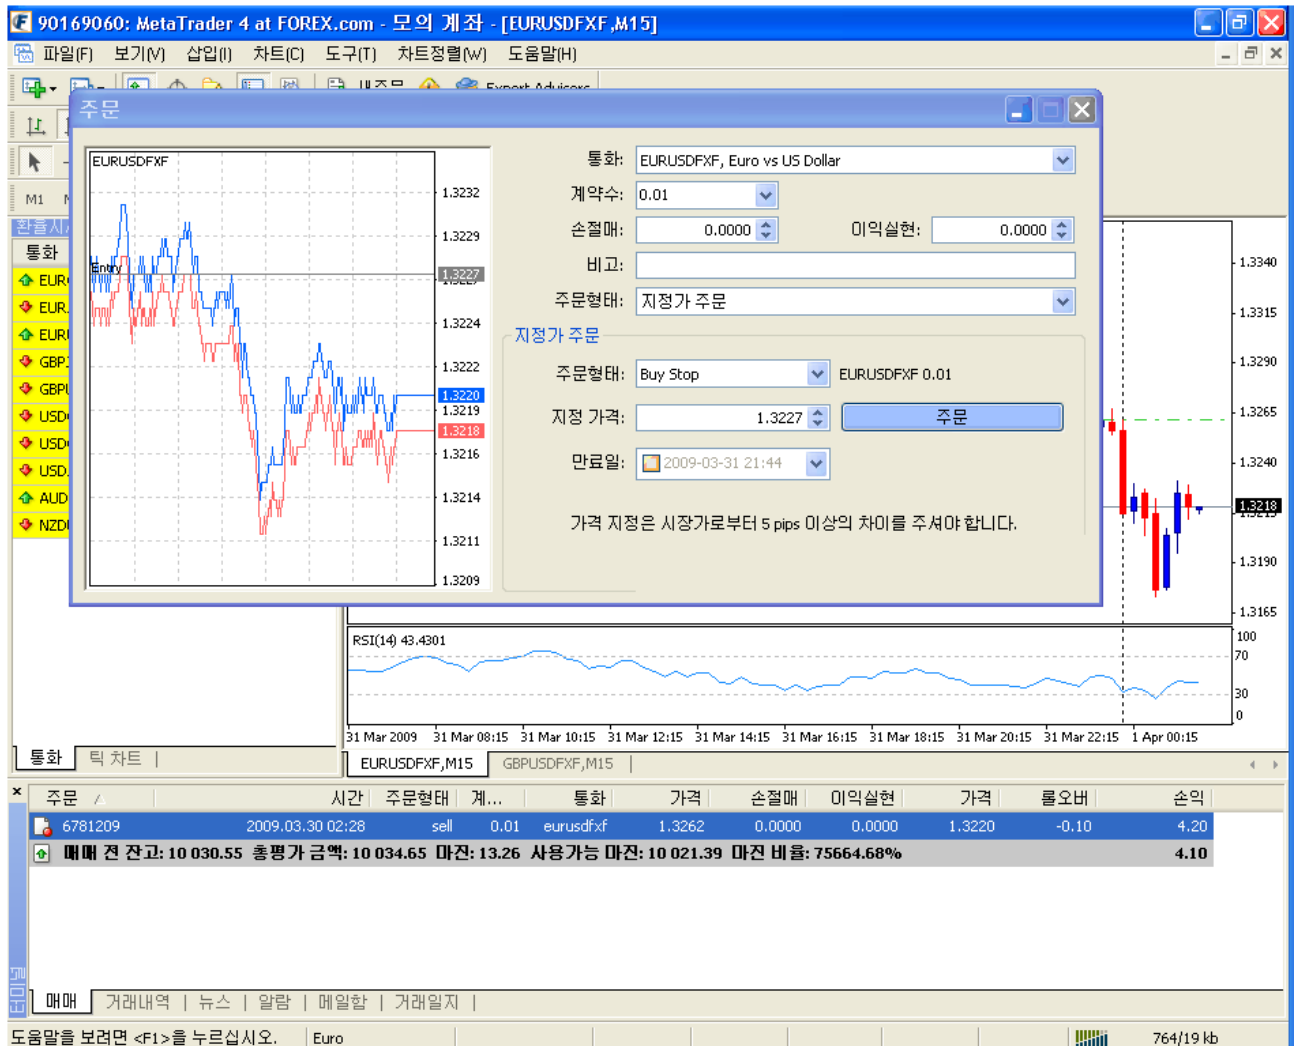 90169060: MetaTrader 4 at FOREX.com - 모의 계좌 - [EURUSDFXF,M15]
파일(F) 보기(V) 삽입(I) 차트(C) 도구(T) 차트정렬(W) 도움말(H)
새주문 Expert Advisors
주문
M1
통화
EUR
EUR
EUR
GBP
GBP
USD
USD
USD
AUD
NZD
EURUSDFXF
Entry
1.3232
1.3229
1.3227
1.3224
1.3222
1.3220
1.3219
1.3218
1.3216
1.3214
1.3211
1.3209
통화: EURUSDFXF, Euro vs US Dollar
계약수: 0.01
손절매: 0.0000 이익실현: 0.0000
비고:
주문형태: 지정가 주문
지정가 주문
주문형태: Buy Stop EURUSDFXF 0.01
지정 가격: 1.3227 주문
만료일: 2009-03-31 21:44
가격 지정은 시장가로부터 5 pips 이상의 차이를 주셔야 합니다.
1.3340
1.3315
1.3290
1.3265
1.3240
1.3218
1.3190
1.3165
RSI(14) 43.4301
100
70
30
0
31 Mar 2009 31 Mar 08:15 31 Mar 10:15 31 Mar 12:15 31 Mar 14:15 31 Mar 16:15 31 Mar 18:15 31 Mar 20:15 31 Mar 22:15 1 Apr 00:15
통화 틱 차트
EURUSDFXF,M15 GBPUSDFXF,M15
주문 시간 주문형태 계... 통화 가격 손절매 이익실현 가격 롤오버 손익
6781209 2009.03.30 02:28 sell 0.01 eurusdfxf 1.3262 0.0000 0.0000 1.3220 -0.10 4.20
매매 전 잔고: 10 030.55 총평가 금액: 10 034.65 마진: 13.26 사용가능 마진: 10 021.39 마진 비율: 75664.68% 4.10
터미널
매매 거래내역 뉴스 알람 메일함 거래일지
도움말을 보려면 <F1>을 누르십시오. Euro 764/19 kb